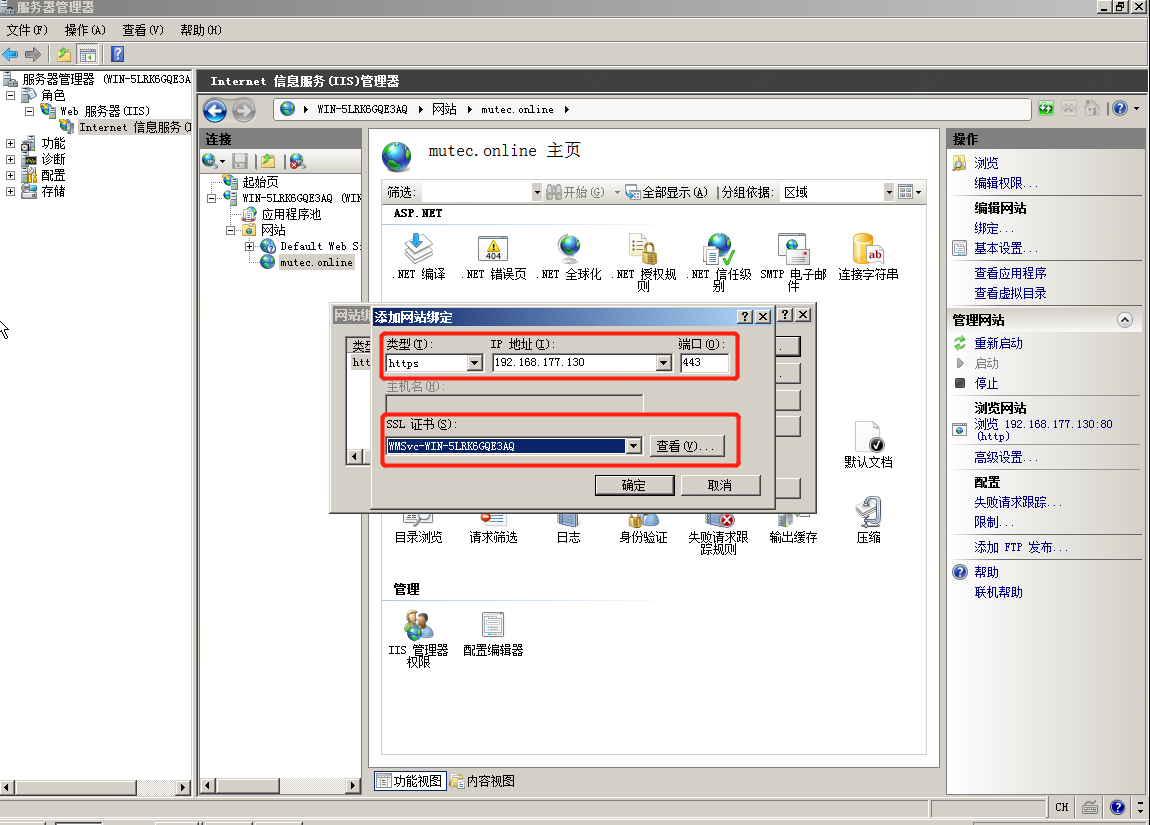 服务器管理器
文件(F) 操作(A) 查看(V) 帮助(H)
服务器管理器 (WIN-5LRK6GQE3A
角色
Web 服务器(IIS)
Internet 信息服务(I
功能
诊断
配置
存储
Internet 信息服务(IIS)管理器
WIN-5LRK6GQE3AQ 网站 mutec.online
连接
起始页
WIN-5LRK6GQE3AQ (WIN
应用程序池
网站
Default Web S
mutec.online
mutec.online 主页
筛选: 开始(G) 全部显示(A) 分组依据: 区域
ASP.NET
.NET 编译
.NET 错误页
404
.NET 全球化
.NET 授权规则
.NET 信任级别
SMTP 电子邮件
连接字符串
ab
网站绑
类型
htt
添加网站绑定
类型(T): IP 地址(I): 端口(O):
https 192.168.177.130 443
主机名(H):
SSL 证书(S):
WMSvc-WIN-5LRK6GQE3AQ 查看(V)...
确定 取消
默认文档
目录浏览
请求筛选
日志
身份验证
失败请求跟踪规则
输出缓存
压缩
管理
IIS 管理器权限
配置编辑器
功能视图 内容视图
操作
浏览
编辑权限...
编辑网站
绑定...
基本设置...
查看应用程序
查看虚拟目录
管理网站
重新启动
启动
停止
浏览网站
浏览 192.168.177.130:80
(http)
高级设置...
配置
失败请求跟踪...
限制...
添加 FTP 发布...
帮助
联机帮助
CH